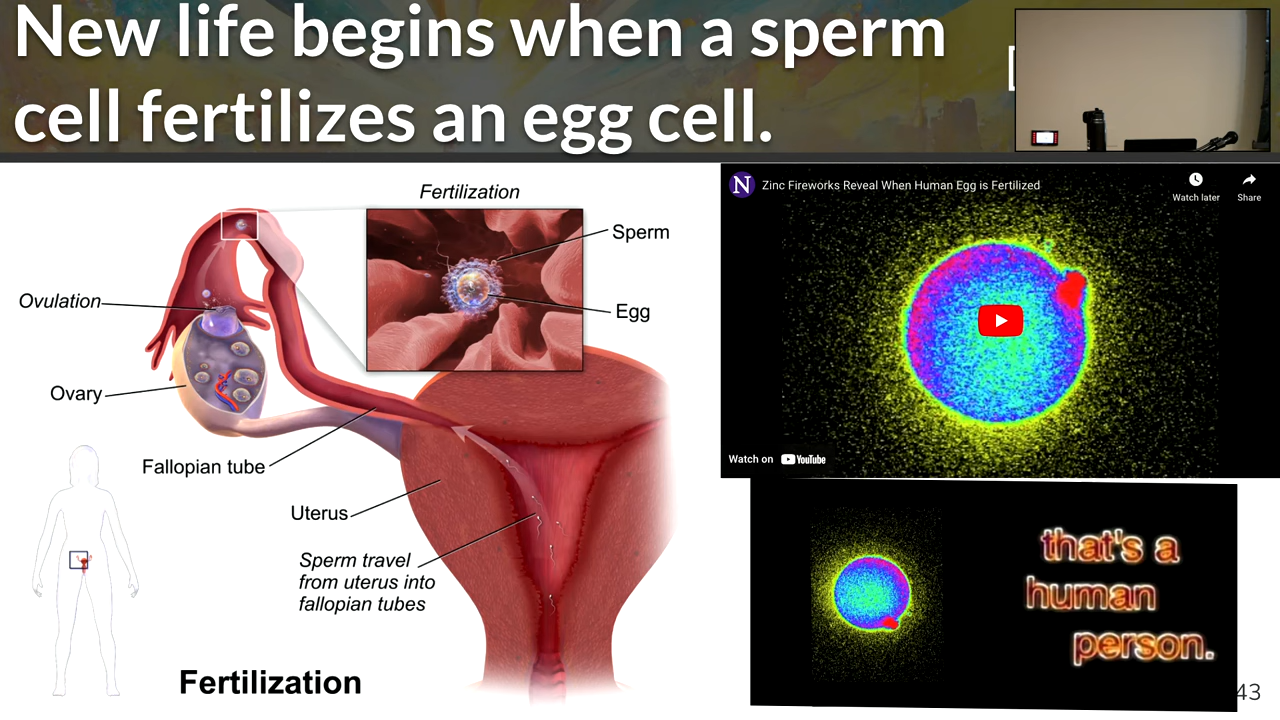 New life begins when a sperm
cell fertilizes an egg cell.
Fertilization
Sperm
Egg
Ovulation
Ovary
Fallopian tube
Uterus
Sperm travel
from uterus into
fallopian tubes
Fertilization
N
Zinc Fireworks Reveal When Human Egg is Fertilized
Watch later
Share
Watch on
YouTube
that's a
human
person.
43